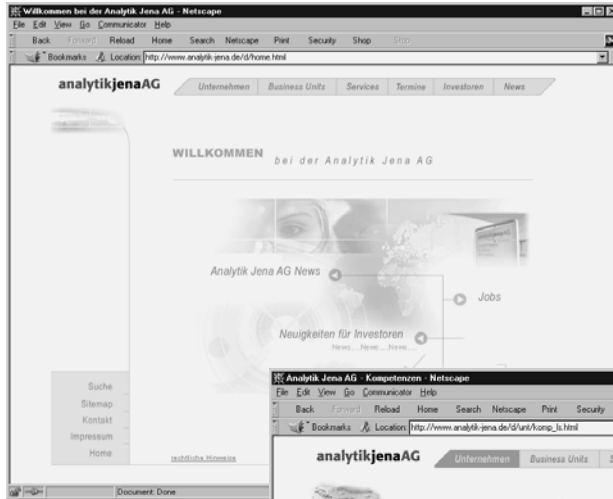 Willkommen bei der Analytik Jena AG - Netscape
File Edit View Go Communicator Help
Back Forward Reload Home Search Netscape Print Security Shop Stop
Bookmarks Location: http://www.analytik-jena.de/d/home.html
analytikjenaAG Unternehmen Business Units Services Termine Investoren News
WILLKOMMEN bei der Analytik Jena AG
Analytik Jena AG News
Jobs
Neuigkeiten für Investoren
News.....News.....News.....
Suche
Sitemap
Kontakt
Impressum
Home
rechtliche Hinweise
Document: Done
Analytik Jena AG - Kompetenzen - Netscape
File Edit View Go Communicator Help
Back Forward Reload Home Search Netscape Print Security
Bookmarks Location: http://www.analytik-jena.de/d/unt/komp_ls.html
analytikjenaAG Unternehmen Business Units S